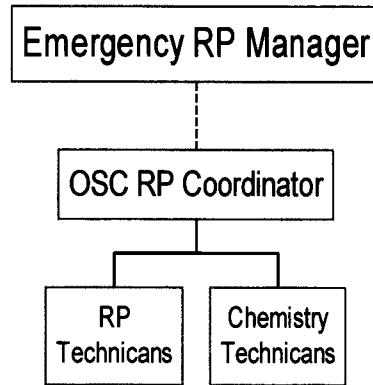 Emergency RP Manager
OSC RP Coordinator
RP
Technicans
Chemistry
Technicans